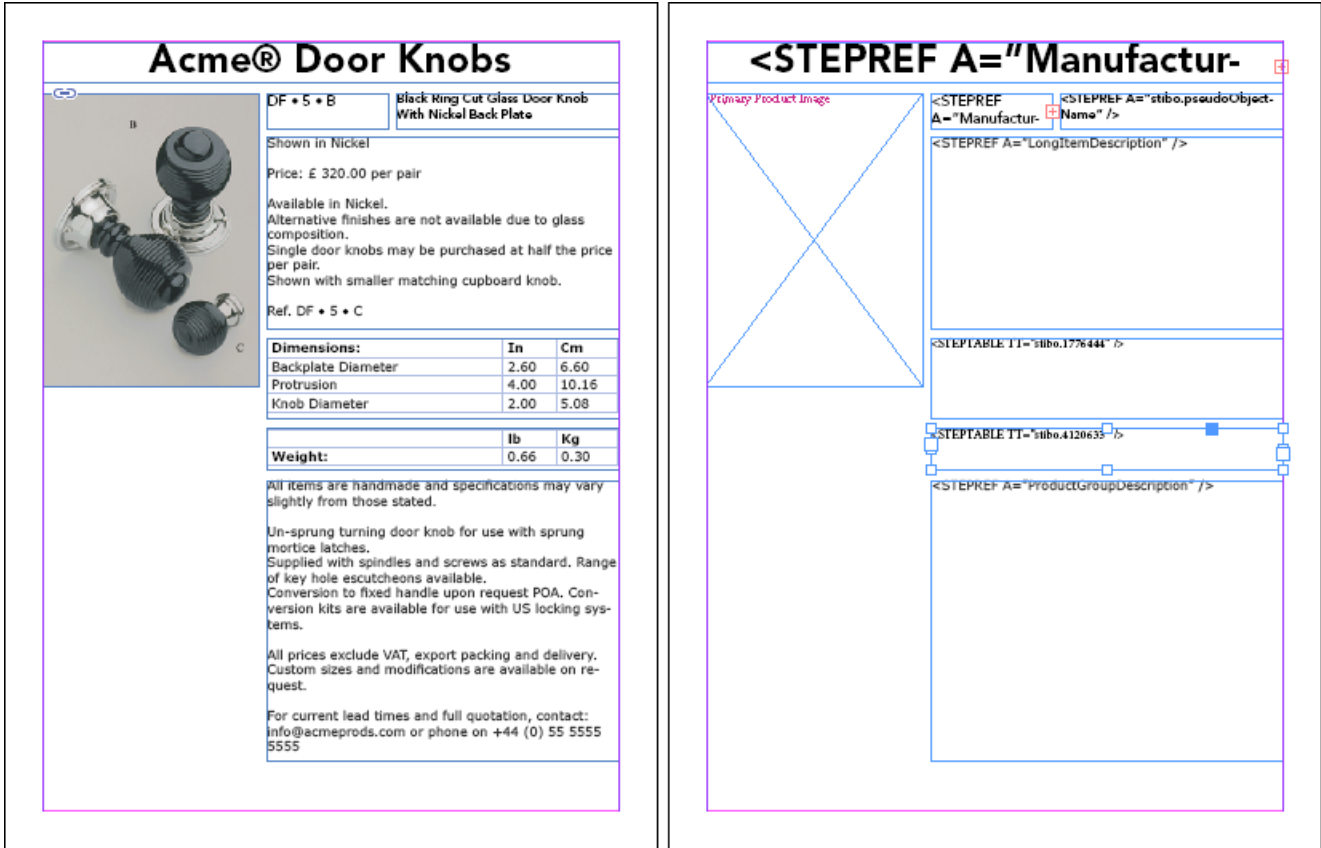 Acme® Door Knobs
B
C
DF • 5 • B
Black Ring Cut Glass Door Knob
With Nickel Back Plate
Shown in Nickel
Price: £ 320.00 per pair
Available in Nickel.
Alternative finishes are not available due to glass
composition.
Single door knobs may be purchased at half the price
per pair.
Shown with smaller matching cupboard knob.
Ref. DF • 5 • C
Dimensions: In Cm
Backplate Diameter 2.60 6.60
Protrusion 4.00 10.16
Knob Diameter 2.00 5.08
lb Kg
Weight: 0.66 0.30
All items are handmade and specifications may vary
slightly from those stated.
Un-sprung turning door knob for use with sprung
mortice latches.
Supplied with spindles and screws as standard. Range
of key hole escutcheons available.
Conversion to fixed handle upon request POA. Con-
version kits are available for use with US locking sys-
tems.
All prices exclude VAT, export packing and delivery.
Custom sizes and modifications are available on re-
quest.
For current lead times and full quotation, contact:
info@acmeprods.com or phone on +44 (0) 55 5555
5555
<STEPREF A=”Manufactur-
Primary Product Image
<STEPREF
A=”Manufactur-
<STEPREF A=”stibo.pseudoObject-
Name” />
<STEPREF A=”LongItemDescription” />
<STEPTABLE TT=”stibo.1776444” />
<STEPTABLE TT=”stibo.4120633” />
<STEPREF A=”ProductGroupDescription” />